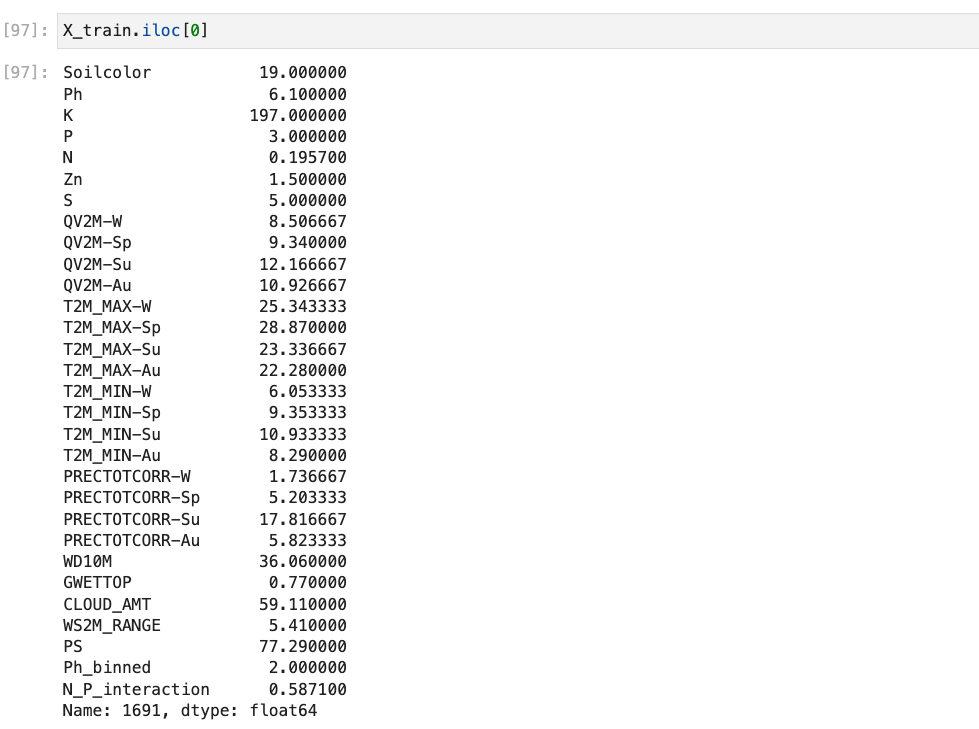 [97]: X_train.iloc[0]
[97]: Soilcolor 19.000000
Ph 6.100000
K 197.000000
P 3.000000
N 0.195700
Zn 1.500000
S 5.000000
QV2M-W 8.506667
QV2M-Sp 9.340000
QV2M-Su 12.166667
QV2M-Au 10.926667
T2M_MAX-W 25.343333
T2M_MAX-Sp 28.870000
T2M_MAX-Su 23.336667
T2M_MAX-Au 22.280000
T2M_MIN-W 6.053333
T2M_MIN-Sp 9.353333
T2M_MIN-Su 10.933333
T2M_MIN-Au 8.290000
PRECTOTCORR-W 1.736667
PRECTOTCORR-Sp 5.203333
PRECTOTCORR-Su 17.816667
PRECTOTCORR-Au 5.823333
WD10M 36.060000
GWETTOP 0.770000
CLOUD_AMT 59.110000
WS2M_RANGE 5.410000
PS 77.290000
Ph_binned 2.000000
N_P_interaction 0.587100
Name: 1691, dtype: float64